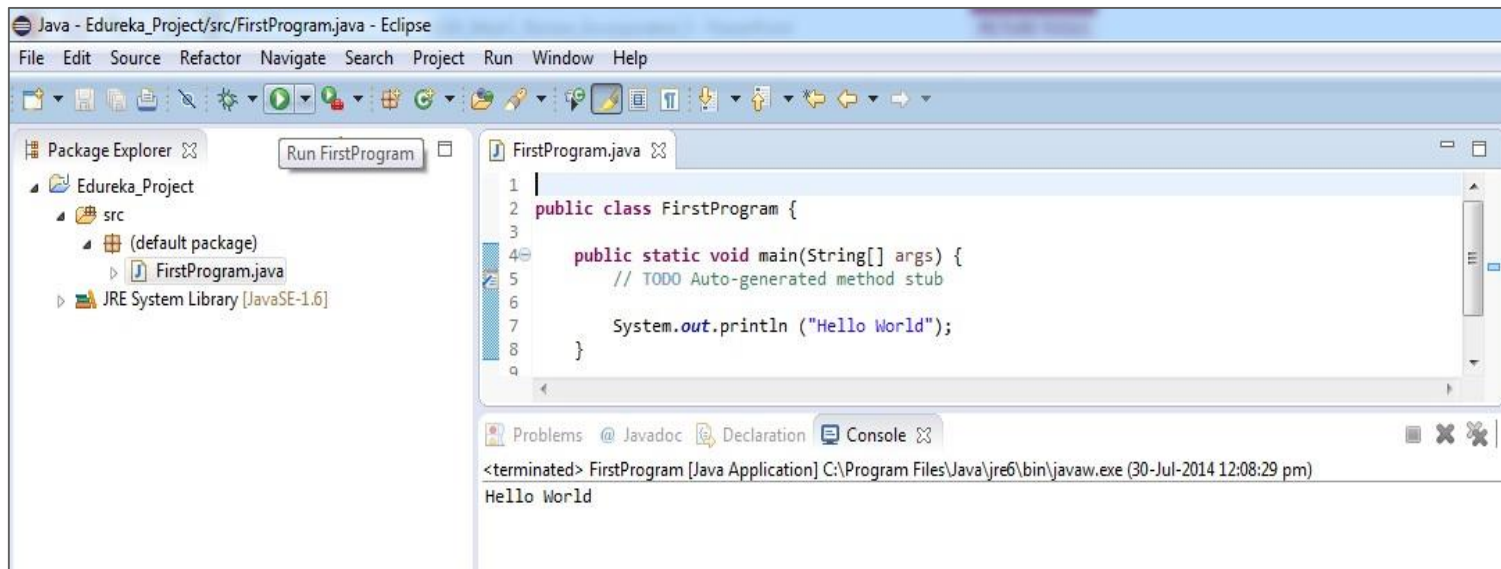 Java - Edureka_Project/src/FirstProgram.java - Eclipse
File Edit Source Refactor Navigate Search Project Run Window Help
Package Explorer
Run FirstProgram
Edureka_Project
src
(default package)
FirstProgram.java
JRE System Library [JavaSE-1.6]
FirstProgram.java
1
2 public class FirstProgram {
3
4 public static void main(String[] args) {
5 // TODO Auto-generated method stub
6
7 System.out.println ("Hello World");
8 }
9
Problems @ Javadoc Declaration Console
<terminated> FirstProgram [Java Application] C:\Program Files\Java\jre6\bin\javaw.exe (30-Jul-2014 12:08:29 pm)
Hello World